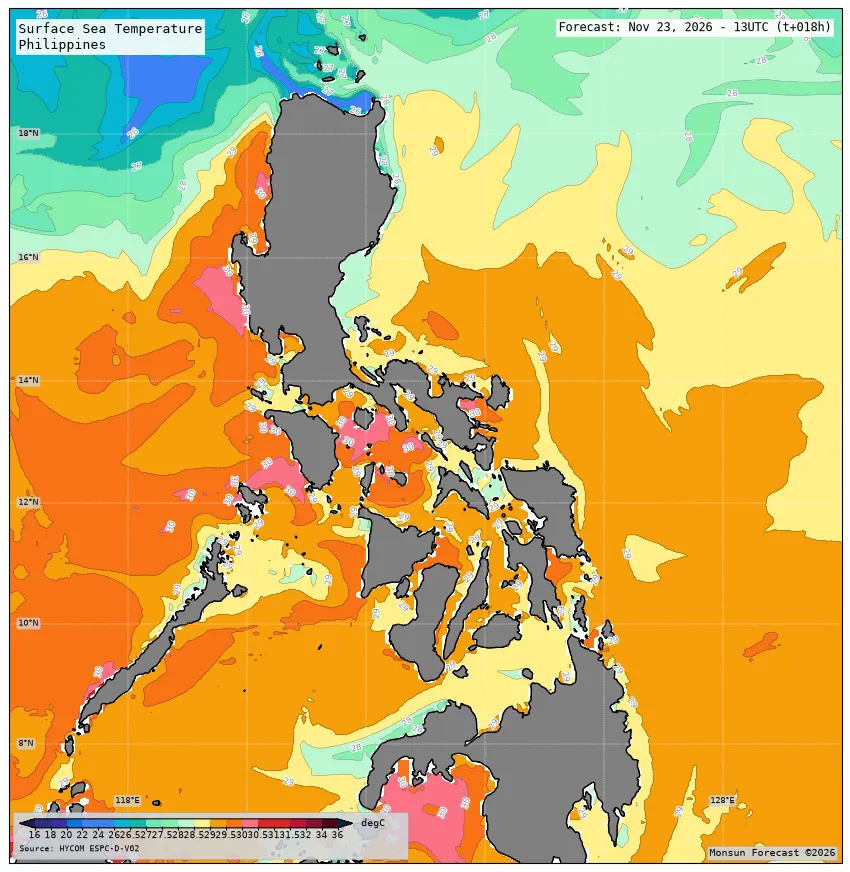 Surface Sea Temperature
Philippines
Forecast: Nov 23, 2026 - 13UTC (t+018h)
18°N
16°N
14°N
12°N
10°N
8°N
118°E
128°E
degC
16 18 20 22 24 26 26.5 27 27.5 28 28.5 29 29.5 30 30.5 31 31.5 32 34 36
Source: HYCOM ESPC-D-V02
Monsun Forecast ©2026